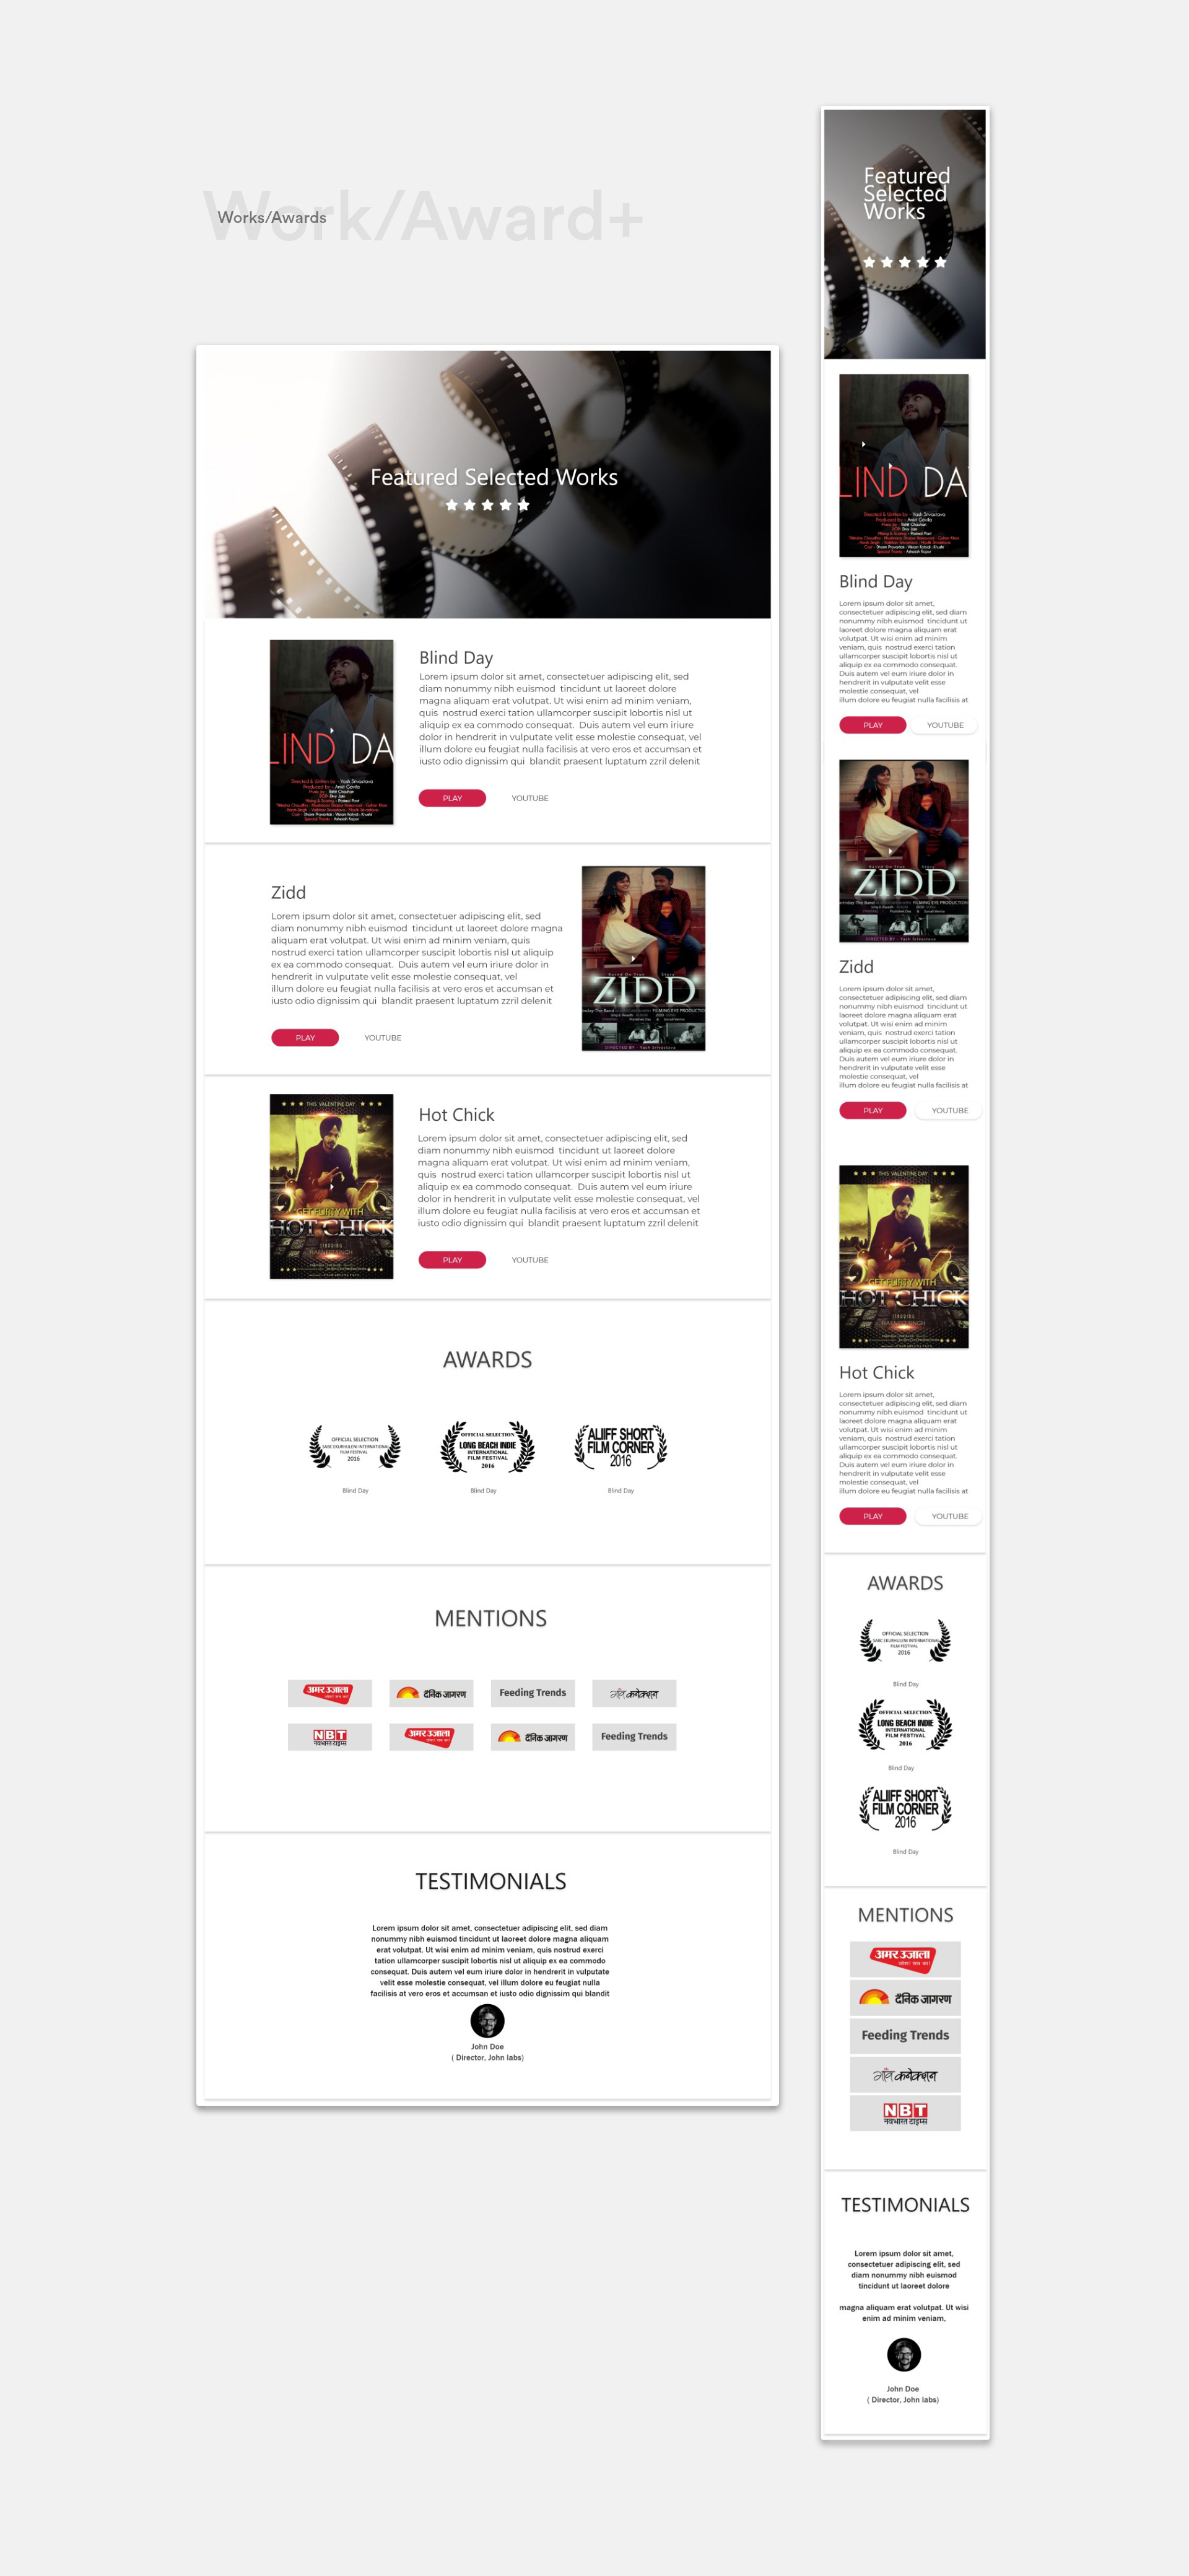 Work/Award+
Works/Awards
Featured Selected Works
LIND DA
Directed & Written by - Yash Srivastava
Blind Day
Lorem ipsum dolor sit amet, consectetuer adipiscing elit, sed
diam nonummy nibh euismod tincidunt ut laoreet dolore
magna aliquam erat volutpat. Ut wisi enim ad minim veniam,
quis nostrud exerci tation ullamcorper suscipit lobortis nisl ut
aliquip ex ea commodo consequat. Duis autem vel eum iriure
dolor in hendrerit in vulputate velit esse molestie consequat, vel
illum dolore eu feugiat nulla facilisis at vero eros et accumsan et
iusto odio dignissim qui blandit praesent luptatum zzril delenit
PLAY YOUTUBE
Zidd
Lorem ipsum dolor sit amet, consectetuer adipiscing elit, sed
diam nonummy nibh euismod tincidunt ut laoreet dolore magna
aliquam erat volutpat. Ut wisi enim ad minim veniam, quis
nostrud exerci tation ullamcorper suscipit lobortis nisl ut aliquip
ex ea commodo consequat. Duis autem vel eum iriure dolor in
hendrerit in vulputate velit esse molestie consequat, vel
illum dolore eu feugiat nulla facilisis at vero eros et accumsan et
iusto odio dignissim qui blandit praesent luptatum zzril delenit
PLAY YOUTUBE
ZIDD
DIRECTED BY - Yash Srivastava
THIS VALENTINE DAY
GET FLIRTY WITH
HOT CHICK
Hot Chick
Lorem ipsum dolor sit amet, consectetuer adipiscing elit, sed
diam nonummy nibh euismod tincidunt ut laoreet dolore
magna aliquam erat volutpat. Ut wisi enim ad minim veniam,
quis nostrud exerci tation ullamcorper suscipit lobortis nisl ut
aliquip ex ea commodo consequat. Duis autem vel eum iriure
dolor in hendrerit in vulputate velit esse molestie consequat, vel
illum dolore eu feugiat nulla facilisis at vero eros et accumsan et
iusto odio dignissim qui blandit praesent luptatum zzril delenit
PLAY YOUTUBE
AWARDS
OFFICIAL SELECTION
SABC EKURHULENI INTERNATIONAL
FILM FESTIVAL
2016
Blind Day
OFFICIAL SELECTION
LONG BEACH INDIE
INTERNATIONAL
FILM FESTIVAL
2016
Blind Day
ALIIFF SHORT
FILM CORNER
2016
Blind Day
MENTIONS
अमर उजाला
दैनिक जागरण
Feeding Trends
गाँव कनेक्शन
NBT
नवभारत टाइम्स
अमर उजाला
दैनिक जागरण
Feeding Trends
TESTIMONIALS
Lorem ipsum dolor sit amet, consectetuer adipiscing elit, sed diam
nonummy nibh euismod tincidunt ut laoreet dolore magna aliquam
erat volutpat. Ut wisi enim ad minim veniam, quis nostrud exerci
tation ullamcorper suscipit lobortis nisl ut aliquip ex ea commodo
consequat. Duis autem vel eum iriure dolor in hendrerit in vulputate
velit esse molestie consequat, vel illum dolore eu feugiat nulla
facilisis at vero eros et accumsan et iusto odio dignissim qui blandit
John Doe
( Director, John labs)
Featured
Selected
Works
LIND DA
Directed & Written by - Yash Srivastava
Blind Day
Lorem ipsum dolor sit amet,
consectetuer adipiscing elit, sed diam
nonummy nibh euismod tincidunt ut
laoreet dolore magna aliquam erat
volutpat. Ut wisi enim ad minim
veniam, quis nostrud exerci tation
ullamcorper suscipit lobortis nisl ut
aliquip ex ea commodo consequat.
Duis autem vel eum iriure dolor in
hendrerit in vulputate velit esse
molestie consequat, vel
illum dolore eu feugiat nulla facilisis at
PLAY YOUTUBE
ZIDD
DIRECTED BY - Yash Srivastava
Zidd
Lorem ipsum dolor sit amet,
consectetuer adipiscing elit, sed diam
nonummy nibh euismod tincidunt ut
laoreet dolore magna aliquam erat
volutpat. Ut wisi enim ad minim
veniam, quis nostrud exerci tation
ullamcorper suscipit lobortis nisl ut
aliquip ex ea commodo consequat.
Duis autem vel eum iriure dolor in
hendrerit in vulputate velit esse
molestie consequat, vel
illum dolore eu feugiat nulla facilisis at
PLAY YOUTUBE
THIS VALENTINE DAY
GET FLIRTY WITH
HOT CHICK
Hot Chick
Lorem ipsum dolor sit amet,
consectetuer adipiscing elit, sed diam
nonummy nibh euismod tincidunt ut
laoreet dolore magna aliquam erat
volutpat. Ut wisi enim ad minim
veniam, quis nostrud exerci tation
ullamcorper suscipit lobortis nisl ut
aliquip ex ea commodo consequat.
Duis autem vel eum iriure dolor in
hendrerit in vulputate velit esse
molestie consequat, vel
illum dolore eu feugiat nulla facilisis at
PLAY YOUTUBE
AWARDS
OFFICIAL SELECTION
SABC EKURHULENI INTERNATIONAL
FILM FESTIVAL
2016
Blind Day
OFFICIAL SELECTION
LONG BEACH INDIE
INTERNATIONAL
FILM FESTIVAL
2016
Blind Day
ALIIFF SHORT
FILM CORNER
2016
Blind Day
MENTIONS
अमर उजाला
दैनिक जागरण
Feeding Trends
गाँव कनेक्शन
NBT
नवभारत टाइम्स
TESTIMONIALS
Lorem ipsum dolor sit amet,
consectetuer adipiscing elit, sed
diam nonummy nibh euismod
tincidunt ut laoreet dolore
magna aliquam erat volutpat. Ut wisi
enim ad minim veniam,
John Doe
( Director, John labs)